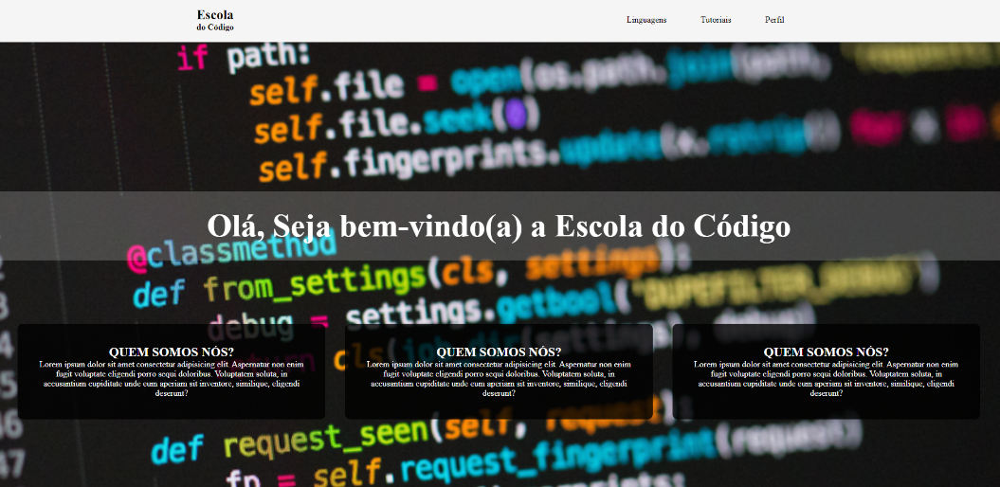 Escola
do Código
Linguagens Tutoriais Perfil
if path:
self.file = open(os.path.join(path,
self.file.seek(0)
self.fingerprints.update(x.rstrip()
Olá, Seja bem-vindo(a) a Escola do Código
@classmethod
def from_settings(cls, settings):
debug = settings.getbool('DUPEFILTER_DEBUG')
QUEM SOMOS NÓS?
Lorem ipsum dolor sit amet consectetur adipisicing elit. Aspernatur non enim
fugit voluptate eligendi porro sequi doloribus. Voluptatem soluta, in
accusantium cupiditate unde cum aperiam sit inventore, similique, eligendi
deserunt?
QUEM SOMOS NÓS?
Lorem ipsum dolor sit amet consectetur adipisicing elit. Aspernatur non enim
fugit voluptate eligendi porro sequi doloribus. Voluptatem soluta, in
accusantium cupiditate unde cum aperiam sit inventore, similique, eligendi
deserunt?
QUEM SOMOS NÓS?
Lorem ipsum dolor sit amet consectetur adipisicing elit. Aspernatur non enim
fugit voluptate eligendi porro sequi doloribus. Voluptatem soluta, in
accusantium cupiditate unde cum aperiam sit inventore, similique, eligendi
deserunt?
def request_seen(self, request):
fp = self.request_fingerprint(request)